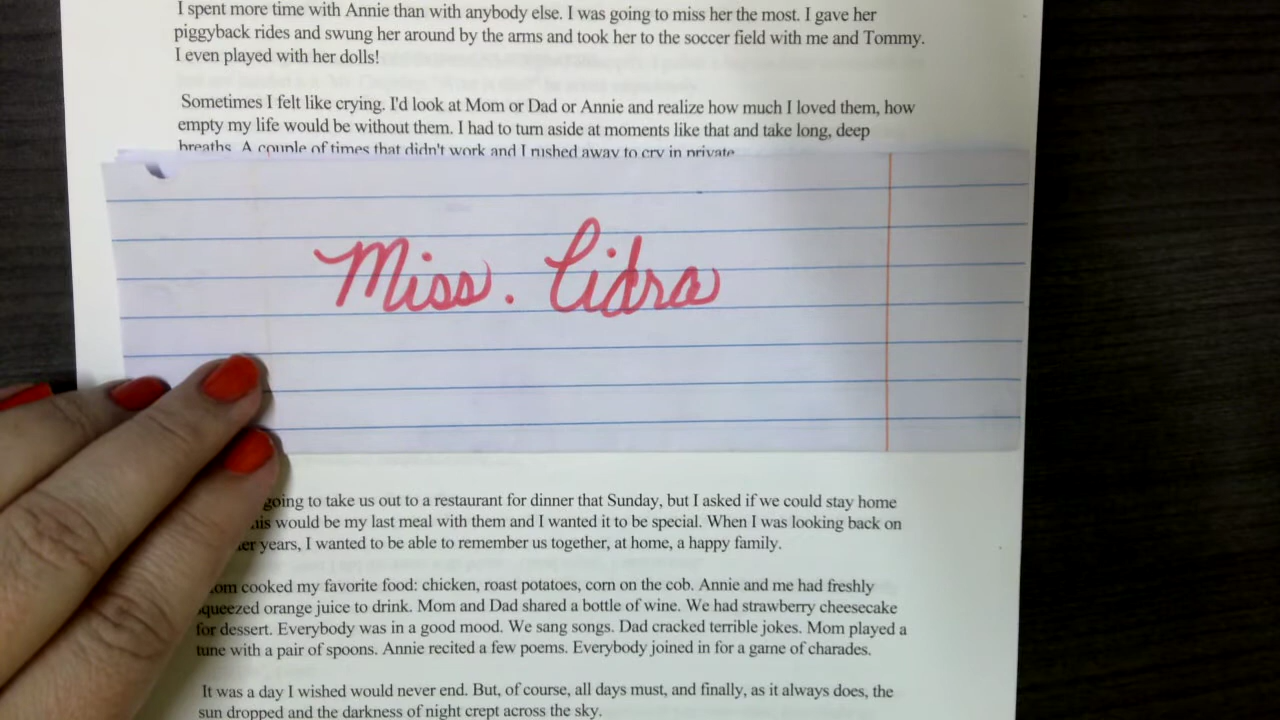 I spent more time with Annie than with anybody else. I was going to miss her the most. I gave her
piggyback rides and swung her around by the arms and took her to the soccer field with me and Tommy.
I even played with her dolls!
Sometimes I felt like crying. I'd look at Mom or Dad or Annie and realize how much I loved them, how
empty my life would be without them. I had to turn aside at moments like that and take long, deep
breaths. A couple of times that didn't work and I rushed away to cry in private.
Miss. Cidra
going to take us out to a restaurant for dinner that Sunday, but I asked if we could stay home
would be my last meal with them and I wanted it to be special. When I was looking back on
years, I wanted to be able to remember us together, at home, a happy family.
cooked my favorite food: chicken, roast potatoes, corn on the cob. Annie and me had freshly
squeezed orange juice to drink. Mom and Dad shared a bottle of wine. We had strawberry cheesecake
for dessert. Everybody was in a good mood. We sang songs. Dad cracked terrible jokes. Mom played a
tune with a pair of spoons. Annie recited a few poems. Everybody joined in for a game of charades.
It was a day I wished would never end. But, of course, all days must, and finally, as it always does, the
sun dropped and the darkness of night crept across the sky.